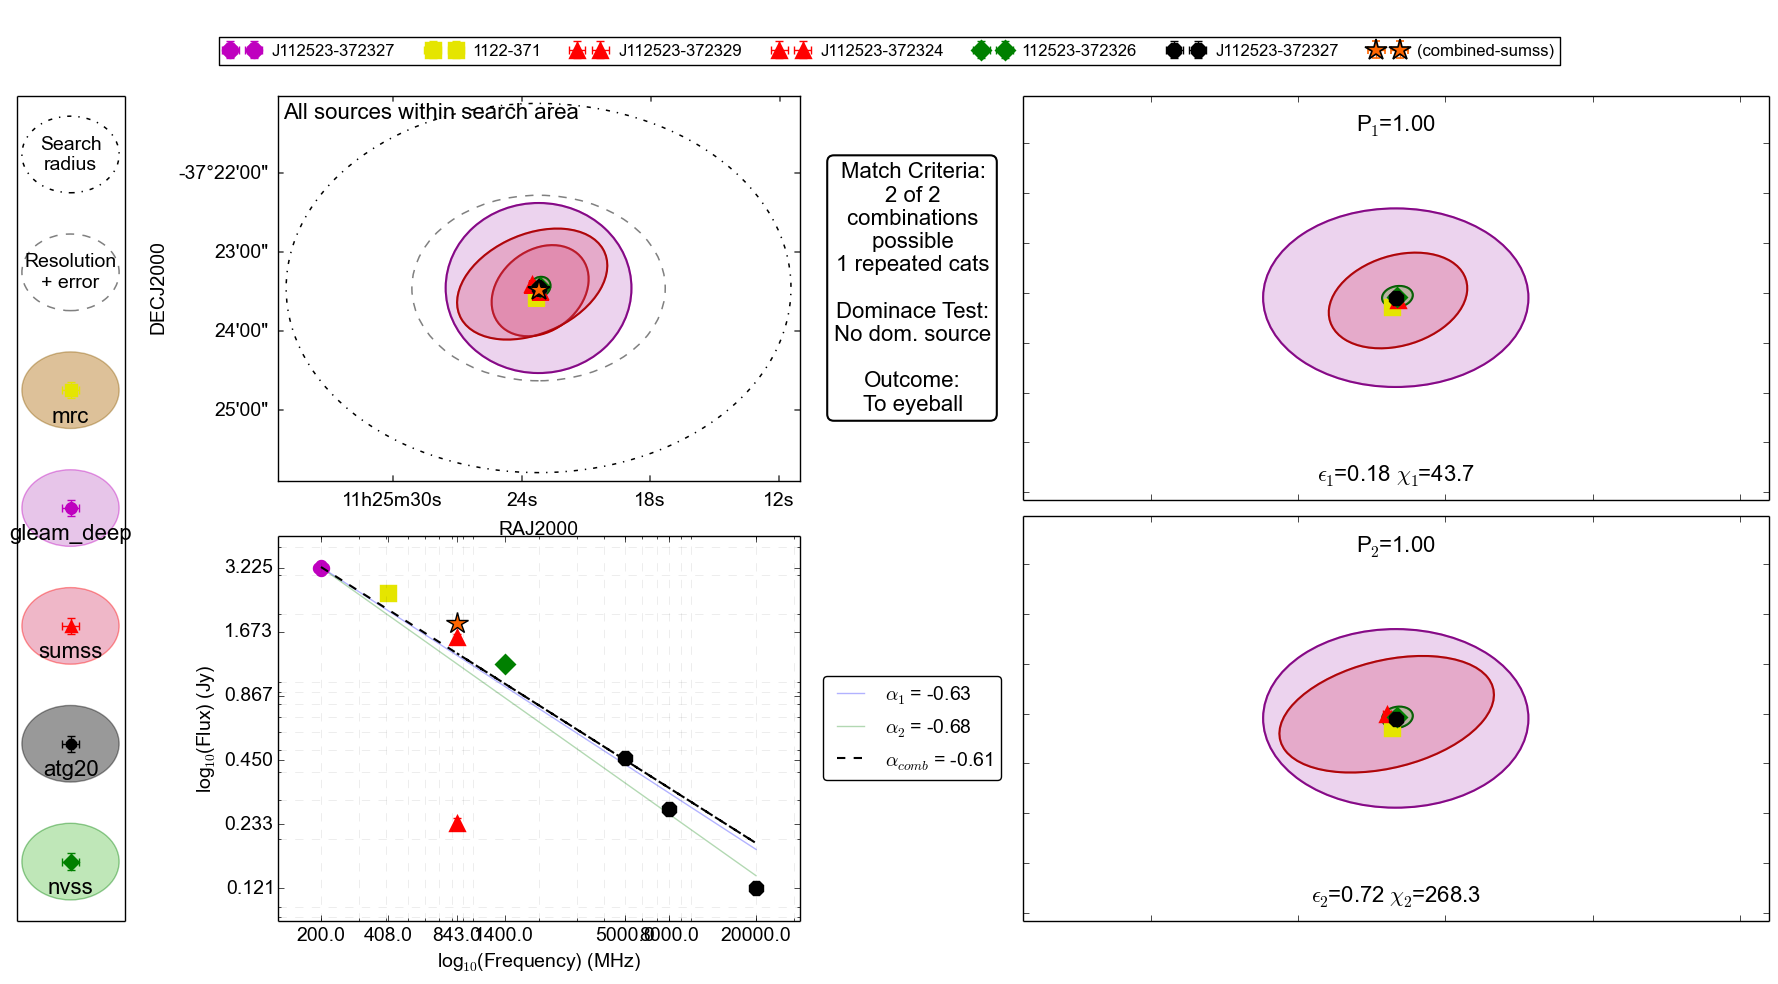 J112523-372327 1122-371 J112523-372329 J112523-372324 112523-372326 J112523-372327 (combined-sumss)
Search
radius
Resolution
+ error
mrc
gleam_deep
sumss
atg20
nvss
All sources within search area
DECJ2000
-37°22'00"
23'00"
24'00"
25'00"
11h25m30s 24s 18s 12s
RAJ2000
Match Criteria:
2 of 2
combinations
possible
1 repeated cats
Dominace Test:
No dom. source
Outcome:
To eyeball
P₁=1.00
ϵ₁=0.18 χ₁=43.7
log₁₀(Flux) (Jy)
3.225
1.673
0.867
0.450
0.233
0.121
200.0 408.0 843.0 1400.0 5000.0 8000.0 20000.0
log₁₀(Frequency) (MHz)
α₁ = -0.63
α₂ = -0.68
α_comb = -0.61
P₂=1.00
ϵ₂=0.72 χ₂=268.3